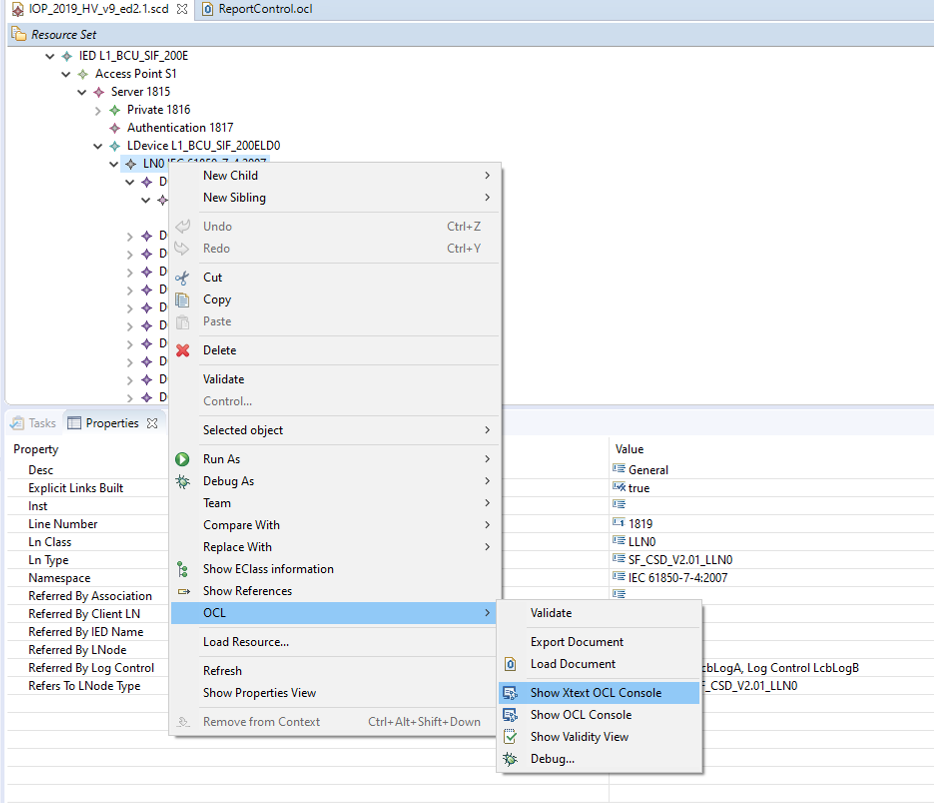 IOP_2019_HV_v9_ed2.1.scd ReportControl.ocl
Resource Set
IED L1_BCU_SIF_200E
Access Point S1
Server 1815
Private 1816
Authentication 1817
LDevice L1_BCU_SIF_200ELD0
LN0 IEC 61850-7-4:2007
D
D
D
D
D
D
D
D
D
D
D
New Child
New Sibling
Undo Ctrl+Z
Redo Ctrl+Y
Cut
Copy
Paste
Delete
Validate
Control...
Selected object
Run As
Debug As
Team
Compare With
Replace With
Show EClass information
Show References
OCL
Load Resource...
Refresh
Show Properties View
Remove from Context Ctrl+Alt+Shift+Down
Validate
Export Document
Load Document
Show Xtext OCL Console
Show OCL Console
Show Validity View
Debug...
Tasks Properties
Property Value
Desc General
Explicit Links Built true
Inst
Line Number 1819
Ln Class LLN0
Ln Type SF_CSD_V2.01_LLN0
Namespace IEC 61850-7-4:2007
Referred By Association
Referred By Client LN
Referred By IED Name
Referred By LNode
Referred By Log Control cbLogA, Log Control LcbLogB
Refers To LNode Type F_CSD_V2.01_LLN0